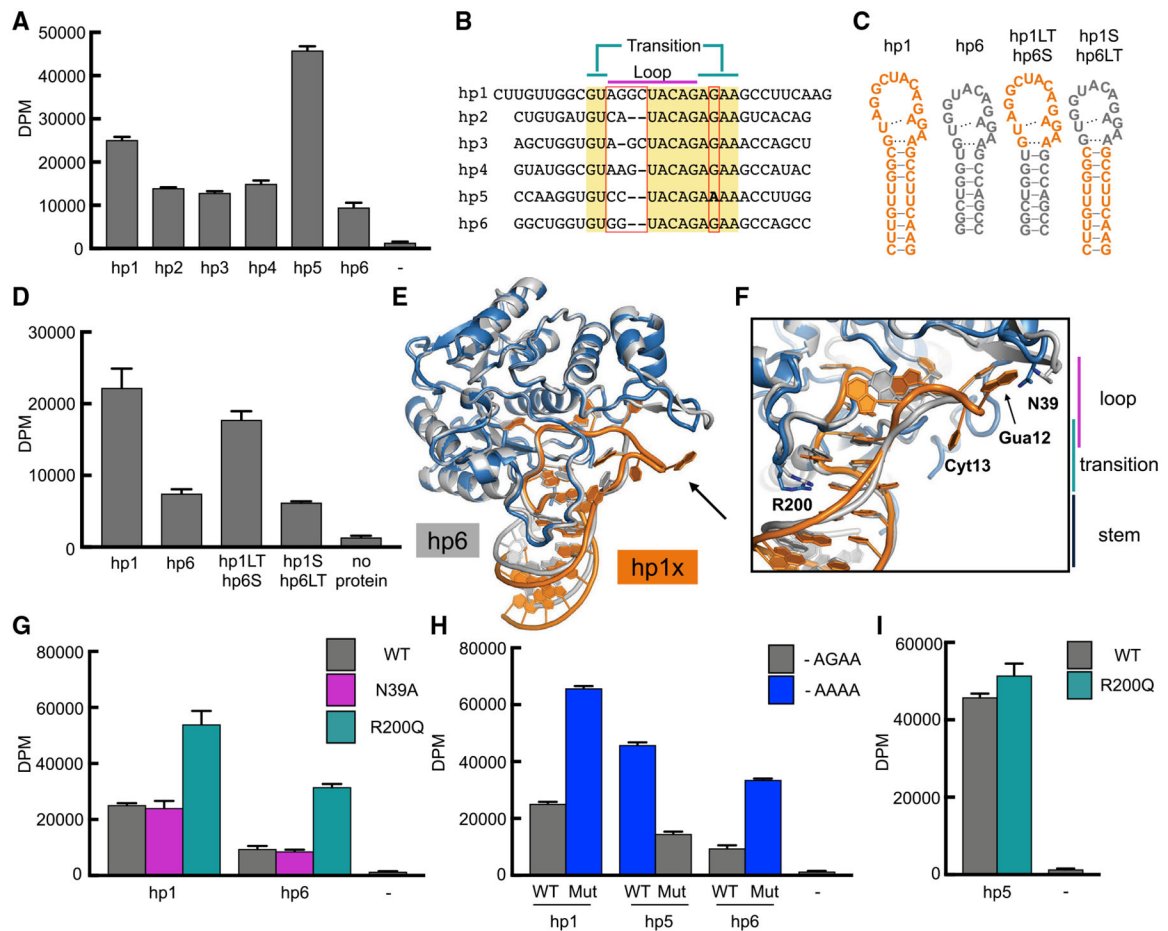 A
DPM
50000
40000
30000
20000
10000
0
hp1 hp2 hp3 hp4 hp5 hp6 -
B
Transition
Loop
hp1 CUUGUUGGCGUAGGCUACAGAGAAGCCUUCAAG
hp2 CUGUGAUGUCA--UACAGAGAAGUCACAG
hp3 AGCUGGUGUA-GCUACAGAGAAACCAGCU
hp4 GUAUGGCGUAAG-UACAGAGAAGCCAUAC
hp5 CCAAGGUGUCC--UACAGAAAAACCUUGG
hp6 GGCUGGUGUGG--UACAGAGAAGCCAGCC
C
hp1 hp6 hp1LT hp6S hp1S hp6LT
D
DPM
30000
20000
10000
0
hp1 hp6 hp1LT hp6S hp1S hp6LT no protein
E
hp6
hp1x
F
N39
Gua12
Cyt13
R200
loop
transition
stem
G
DPM
80000
60000
40000
20000
0
WT
N39A
R200Q
hp1 hp6 -
H
DPM
80000
60000
40000
20000
0
- AGAA
- AAAA
WT Mut WT Mut WT Mut -
hp1 hp5 hp6
I
DPM
60000
40000
20000
0
WT
R200Q
hp5 -